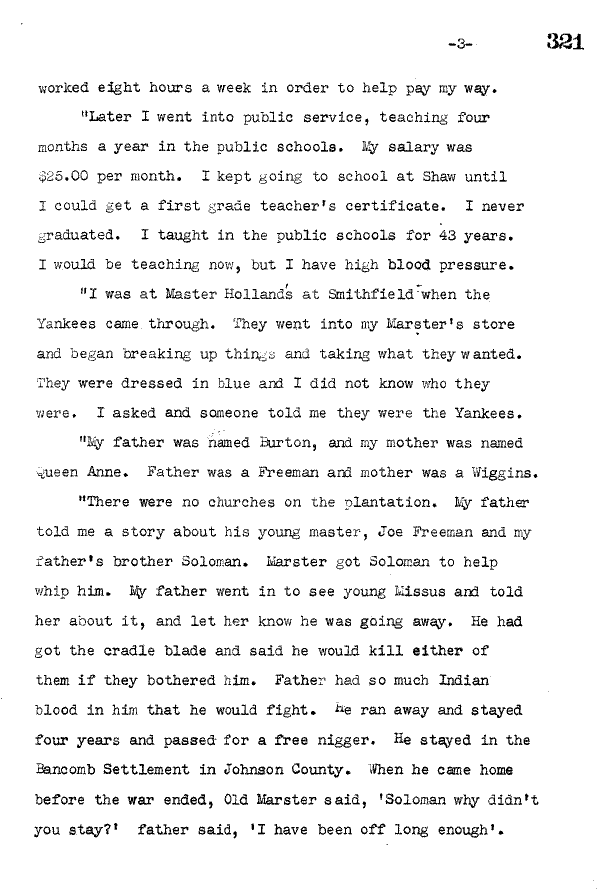 -3- 321
worked eight hours a week in order to help pay my way.
"Later I went into public service, teaching four
months a year in the public schools. My salary was
$25.00 per month. I kept going to school at Shaw until
I could get a first grade teacher's certificate. I never
graduated. I taught in the public schools for 43 years.
I would be teaching now, but I have high blood pressure.
"I was at Master Holland's at Smithfield when the
Yankees came through. They went into my Marster's store
and began breaking up things and taking what they wanted.
They were dressed in blue and I did not know who they
were. I asked and someone told me they were the Yankees.
"My father was named Burton, and my mother was named
Queen Anne. Father was a Freeman and mother was a Wiggins.
"There were no churches on the plantation. My father
told me a story about his young master, Joe Freeman and my
father's brother Soloman. Marster got Soloman to help
whip him. My father went in to see young Missus and told
her about it, and let her know he was going away. He had
got the cradle blade and said he would kill either of
them if they bothered him. Father had so much Indian
blood in him that he would fight. He ran away and stayed
four years and passed for a free nigger. He stayed in the
Bancomb Settlement in Johnson County. When he came home
before the war ended, Old Marster said, 'Soloman why didn't
you stay?' father said, 'I have been off long enough'.